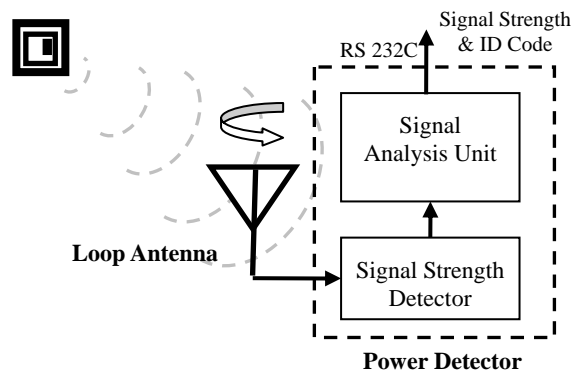 Signal Strength
& ID Code
RS 232C
Signal
Analysis Unit
Loop Antenna
Signal Strength
Detector
Power Detector